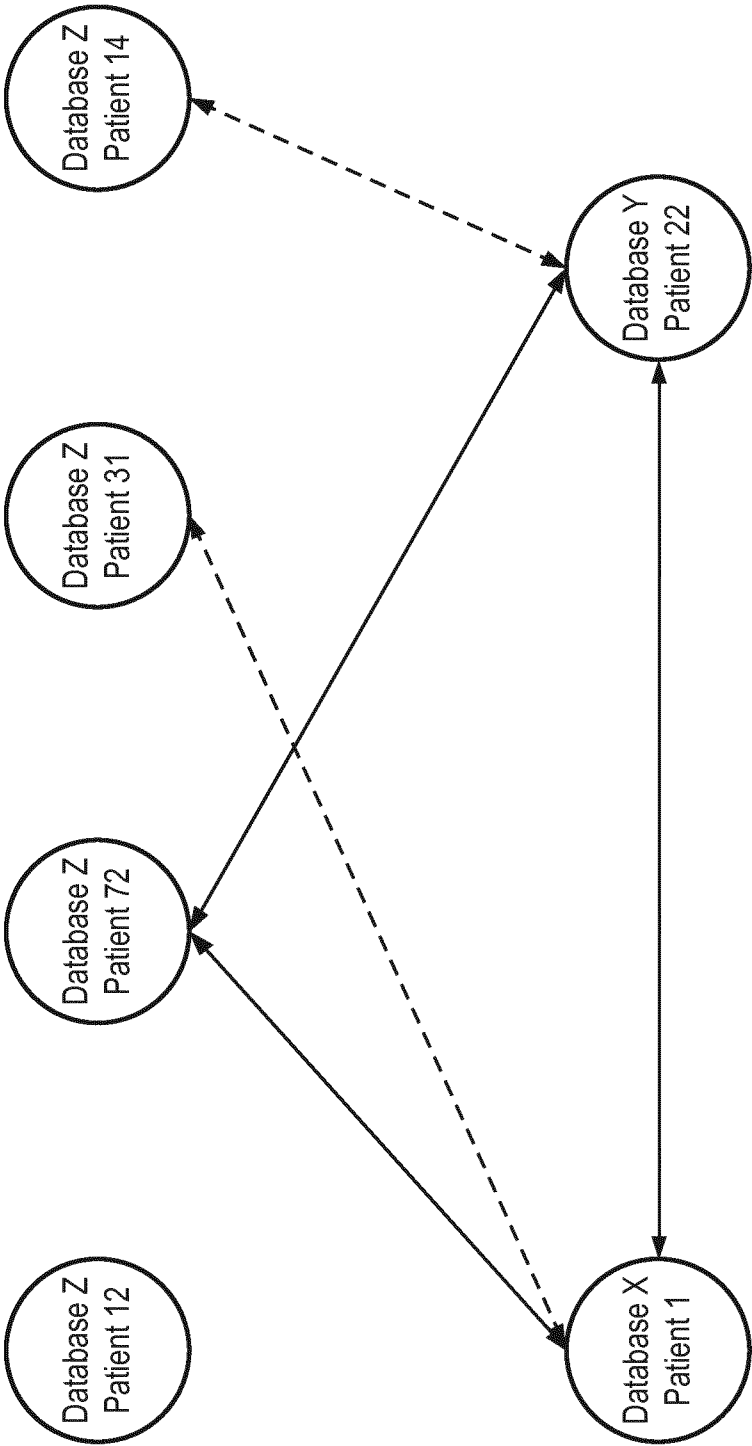 Database Z
Patient 12
Database Z
Patient 72
Database Z
Patient 31
Database Z
Patient 14
Database X
Patient 1
Database Y
Patient 22